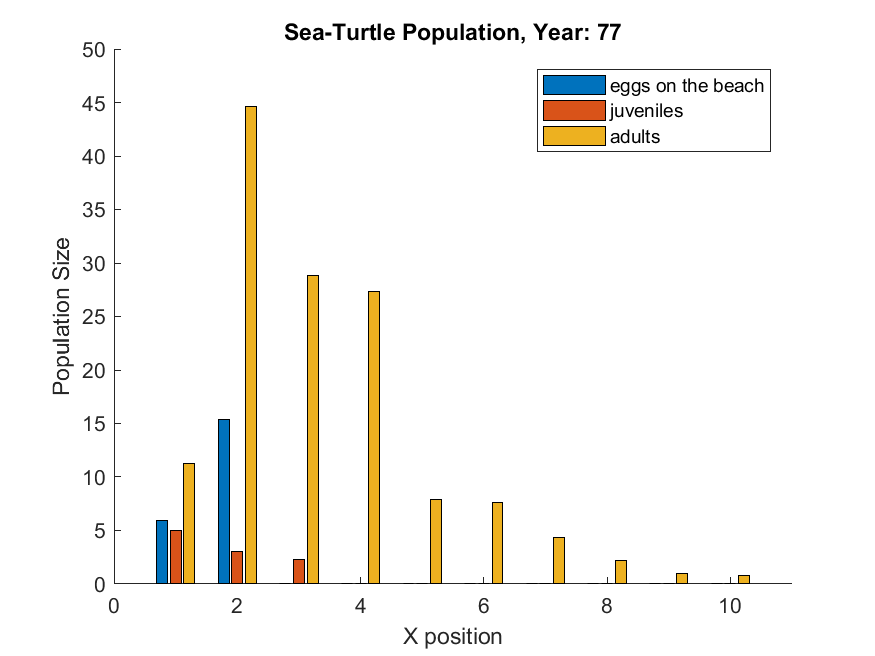 Sea-Turtle Population, Year: 77
50
45
40
35
30
25
20
15
10
5
0
Population Size
eggs on the beach
juveniles
adults
0 2 4 6 8 10
X position